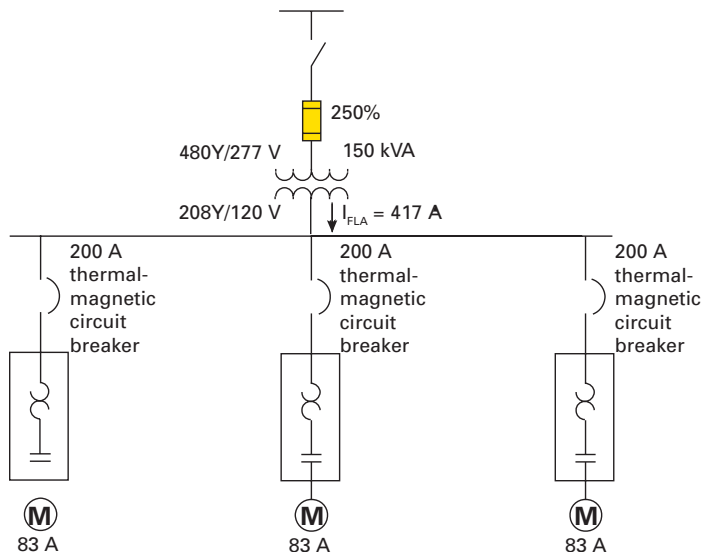 250%
480Y/277 V
150 kVA
208Y/120 V
IFLA = 417 A
200 A
thermal-
magnetic
circuit
breaker
200 A
thermal-
magnetic
circuit
breaker
200 A
thermal-
magnetic
circuit
breaker
M
83 A
M
83 A
M
83 A